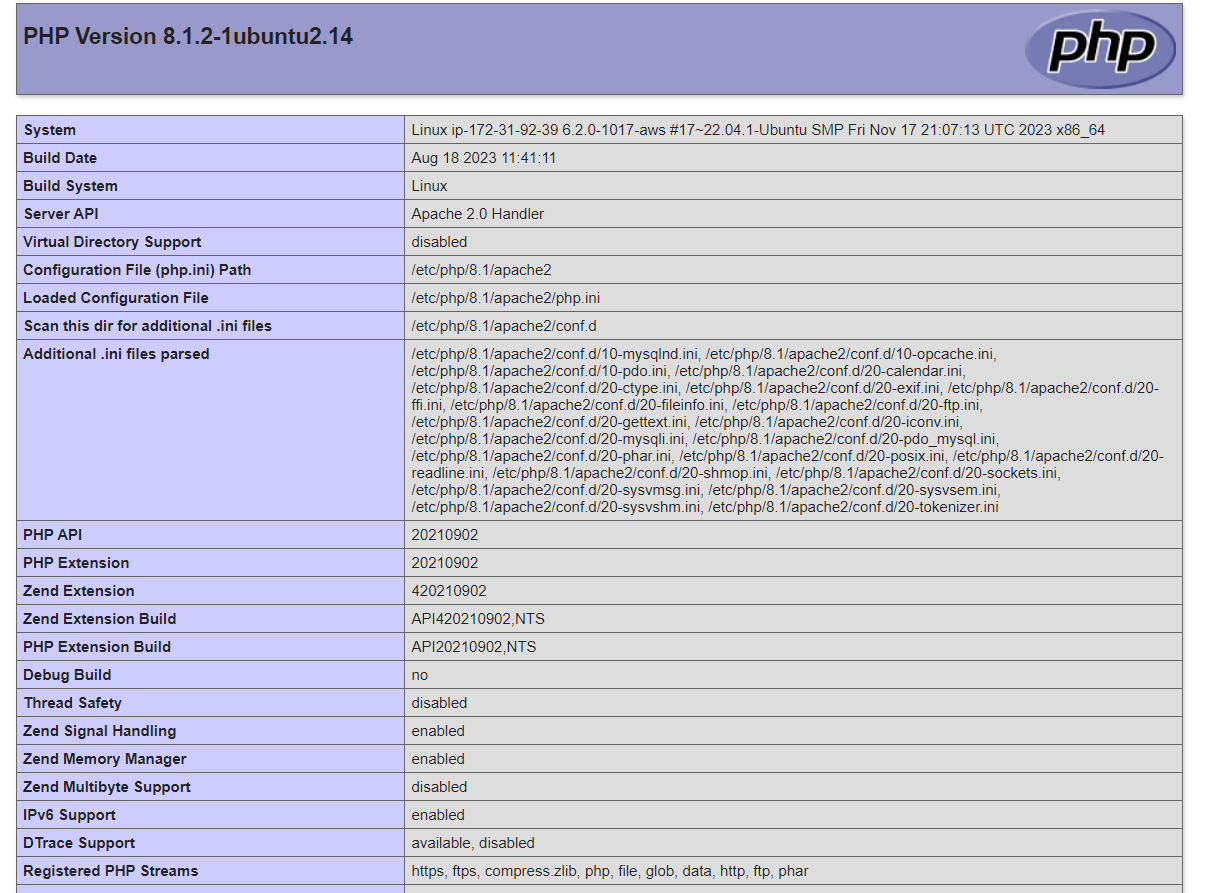 PHP Version 8.1.2-1ubuntu2.14
php
System Linux ip-172-31-92-39 6.2.0-1017-aws #17~22.04.1-Ubuntu SMP Fri Nov 17 21:07:13 UTC 2023 x86_64
Build Date Aug 18 2023 11:41:11
Build System Linux
Server API Apache 2.0 Handler
Virtual Directory Support disabled
Configuration File (php.ini) Path /etc/php/8.1/apache2
Loaded Configuration File /etc/php/8.1/apache2/php.ini
Scan this dir for additional .ini files /etc/php/8.1/apache2/conf.d
Additional .ini files parsed /etc/php/8.1/apache2/conf.d/10-mysqlnd.ini, /etc/php/8.1/apache2/conf.d/10-opcache.ini,
/etc/php/8.1/apache2/conf.d/10-pdo.ini, /etc/php/8.1/apache2/conf.d/20-calendar.ini,
/etc/php/8.1/apache2/conf.d/20-ctype.ini, /etc/php/8.1/apache2/conf.d/20-exif.ini, /etc/php/8.1/apache2/conf.d/20-
ffi.ini, /etc/php/8.1/apache2/conf.d/20-fileinfo.ini, /etc/php/8.1/apache2/conf.d/20-ftp.ini,
/etc/php/8.1/apache2/conf.d/20-gettext.ini, /etc/php/8.1/apache2/conf.d/20-iconv.ini,
/etc/php/8.1/apache2/conf.d/20-mysqli.ini, /etc/php/8.1/apache2/conf.d/20-pdo_mysql.ini,
/etc/php/8.1/apache2/conf.d/20-phar.ini, /etc/php/8.1/apache2/conf.d/20-posix.ini, /etc/php/8.1/apache2/conf.d/20-
readline.ini, /etc/php/8.1/apache2/conf.d/20-shmop.ini, /etc/php/8.1/apache2/conf.d/20-sockets.ini,
/etc/php/8.1/apache2/conf.d/20-sysvmsg.ini, /etc/php/8.1/apache2/conf.d/20-sysvsem.ini,
/etc/php/8.1/apache2/conf.d/20-sysvshm.ini, /etc/php/8.1/apache2/conf.d/20-tokenizer.ini
PHP API 20210902
PHP Extension 20210902
Zend Extension 420210902
Zend Extension Build API420210902,NTS
PHP Extension Build API20210902,NTS
Debug Build no
Thread Safety disabled
Zend Signal Handling enabled
Zend Memory Manager enabled
Zend Multibyte Support disabled
IPv6 Support enabled
DTrace Support available, disabled
Registered PHP Streams https, ftps, compress.zlib, php, file, glob, data, http, ftp, phar